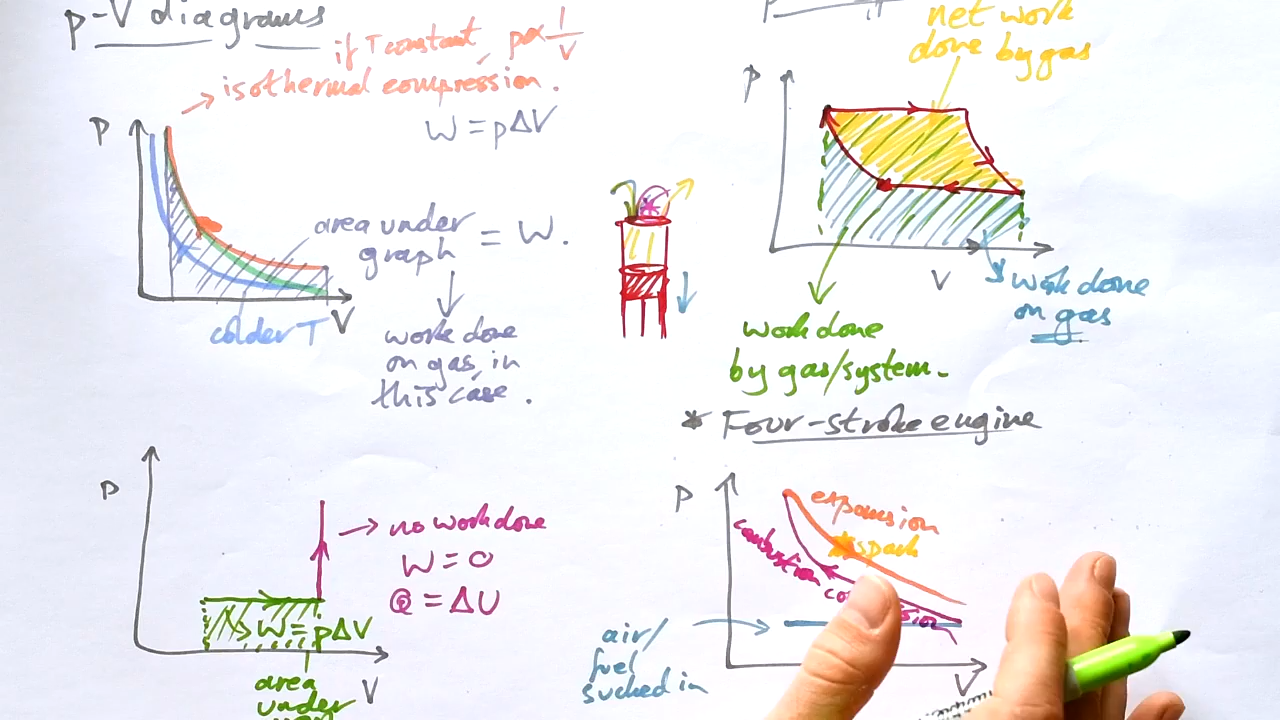 p-V diagrams
if T constant, p∝1/V
isothermal compression.
W = pΔV
p
area under
graph
= W.
V
colder T
work done
on gas, in
this case.
net work
done by gas
p
V
work done
on gas
work done
by gas/system.
* Four-stroke engine
p
no work done
W = 0
Q = ΔU
W = pΔV
V
area
under
p
expansion
spark
combustion
air/
fuel
sucked in
V